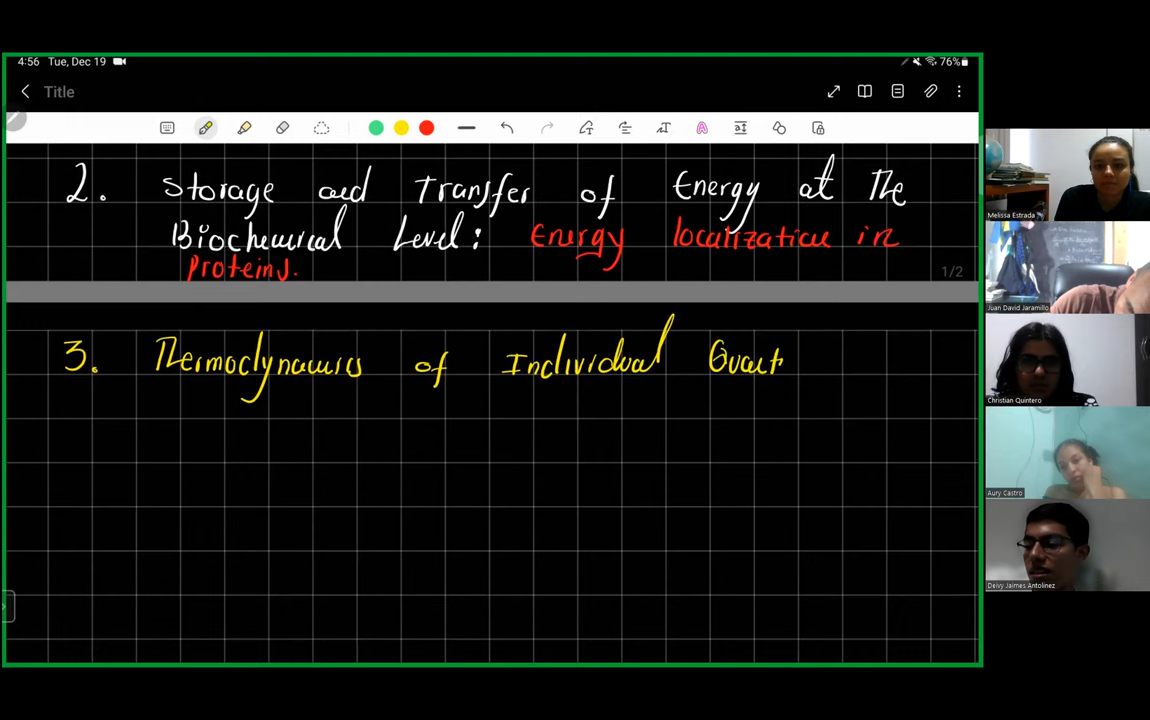 4:56 Tue, Dec 19
76%
Title
2. Storage and Transfer of Energy at The
Biochemical Level: Energy localization in
proteins.
1/2
3. Thermodynamics of Individual Quant
Melissa Estrada
Juan David Jaramillo
Christian Quintero
Aury Castro
Deivy Jaimes Antolinez